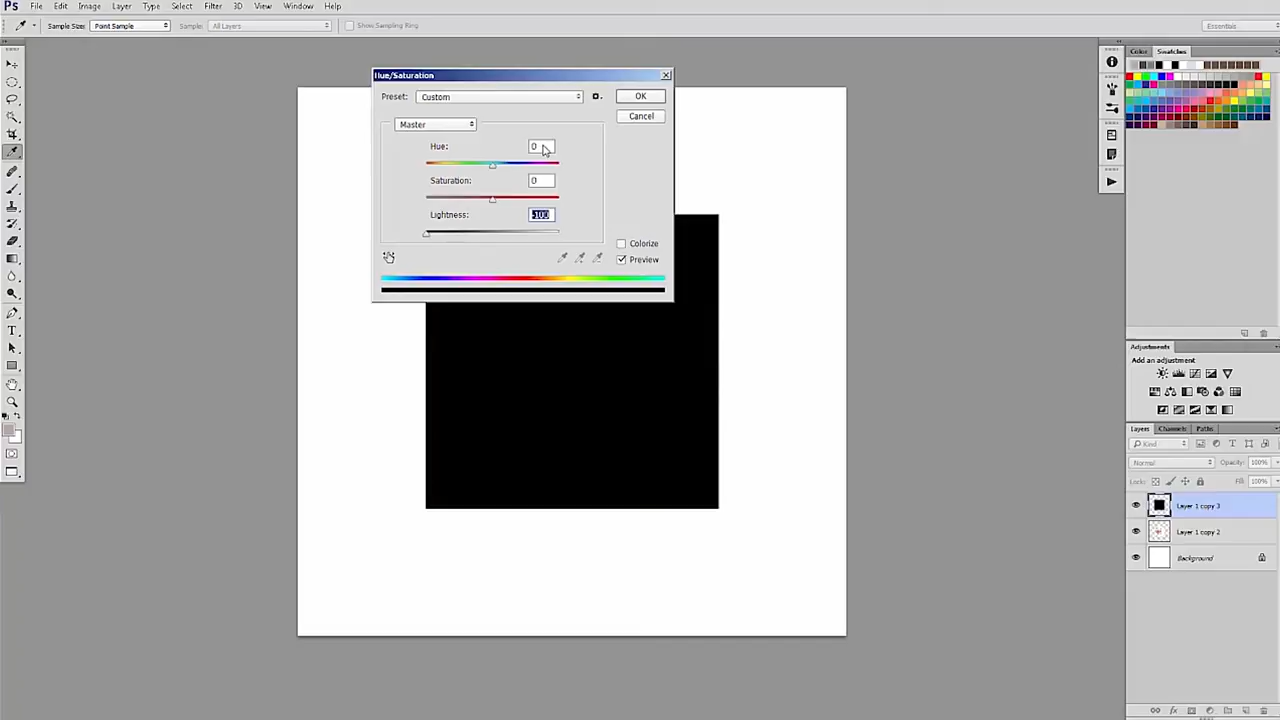 Ps File Edit Image Layer Type Select Filter 3D View Window Help
Sample Size: Point Sample Sample: All Layers Show Sampling Ring Essentials
Color Swatches
Hue/Saturation
Preset: Custom OK
Cancel
Master
Hue: 0
Saturation: 0
Lightness: -100
Colorize
Preview
Adjustments
Add an adjustment
Layers Channels Paths
Kind
Normal Opacity: 100%
Locks: Fill: 100%
Layer 1 copy 3
Layer 1 copy 2
Background